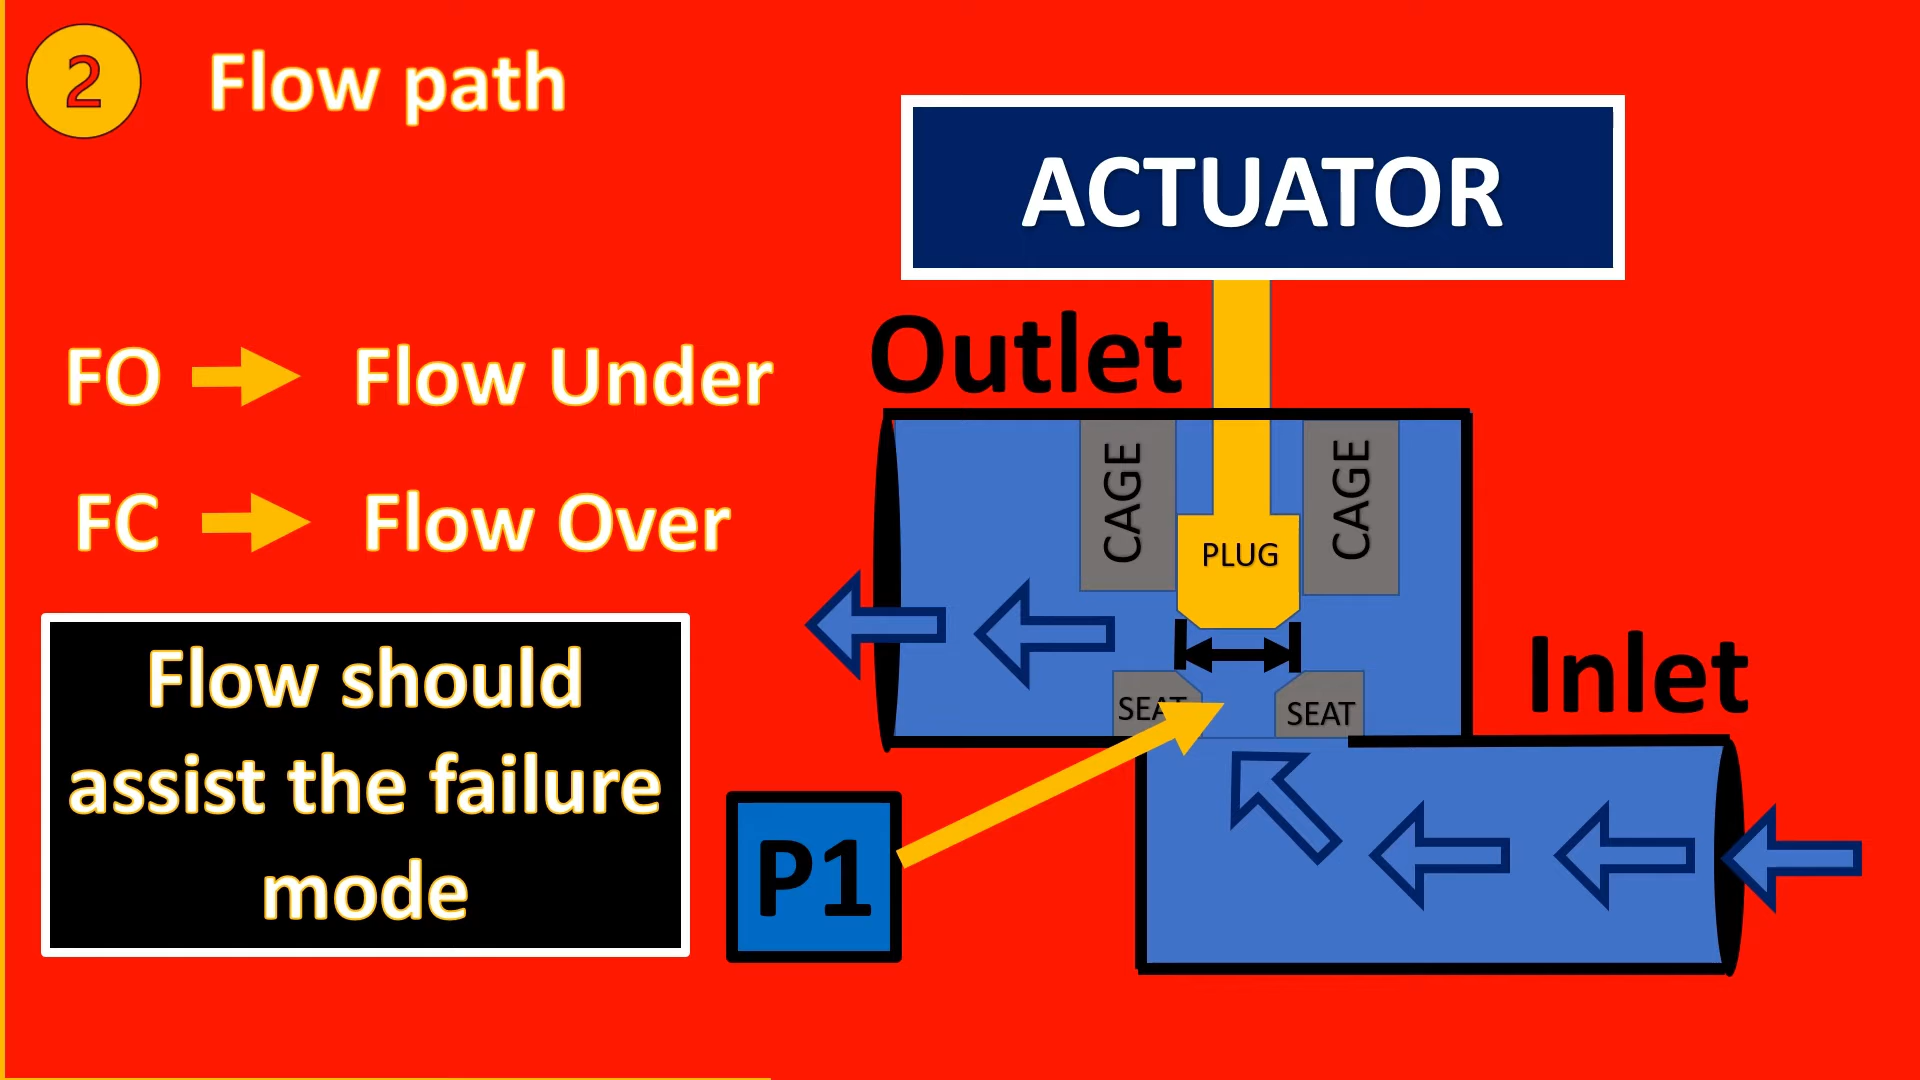 2
Flow path
ACTUATOR
Outlet
FO
Flow Under
FC
Flow Over
CAGE
CAGE
PLUG
Flow should
assist the failure
mode
Inlet
SEAT
SEAT
P1